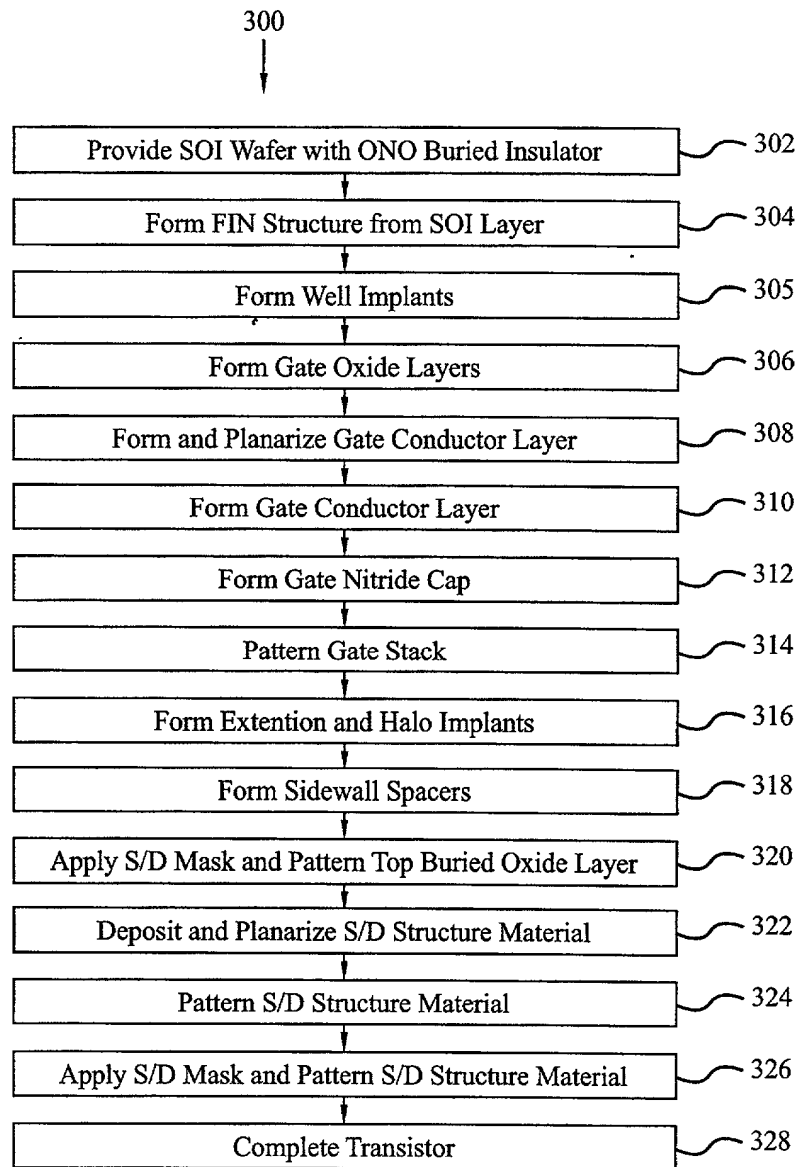 300
Provide SOI Wafer with ONO Buried Insulator 302
Form FIN Structure from SOI Layer 304
Form Well Implants 305
Form Gate Oxide Layers 306
Form and Planarize Gate Conductor Layer 308
Form Gate Conductor Layer 310
Form Gate Nitride Cap 312
Pattern Gate Stack 314
Form Extention and Halo Implants 316
Form Sidewall Spacers 318
Apply S/D Mask and Pattern Top Buried Oxide Layer 320
Deposit and Planarize S/D Structure Material 322
Pattern S/D Structure Material 324
Apply S/D Mask and Pattern S/D Structure Material 326
Complete Transistor 328